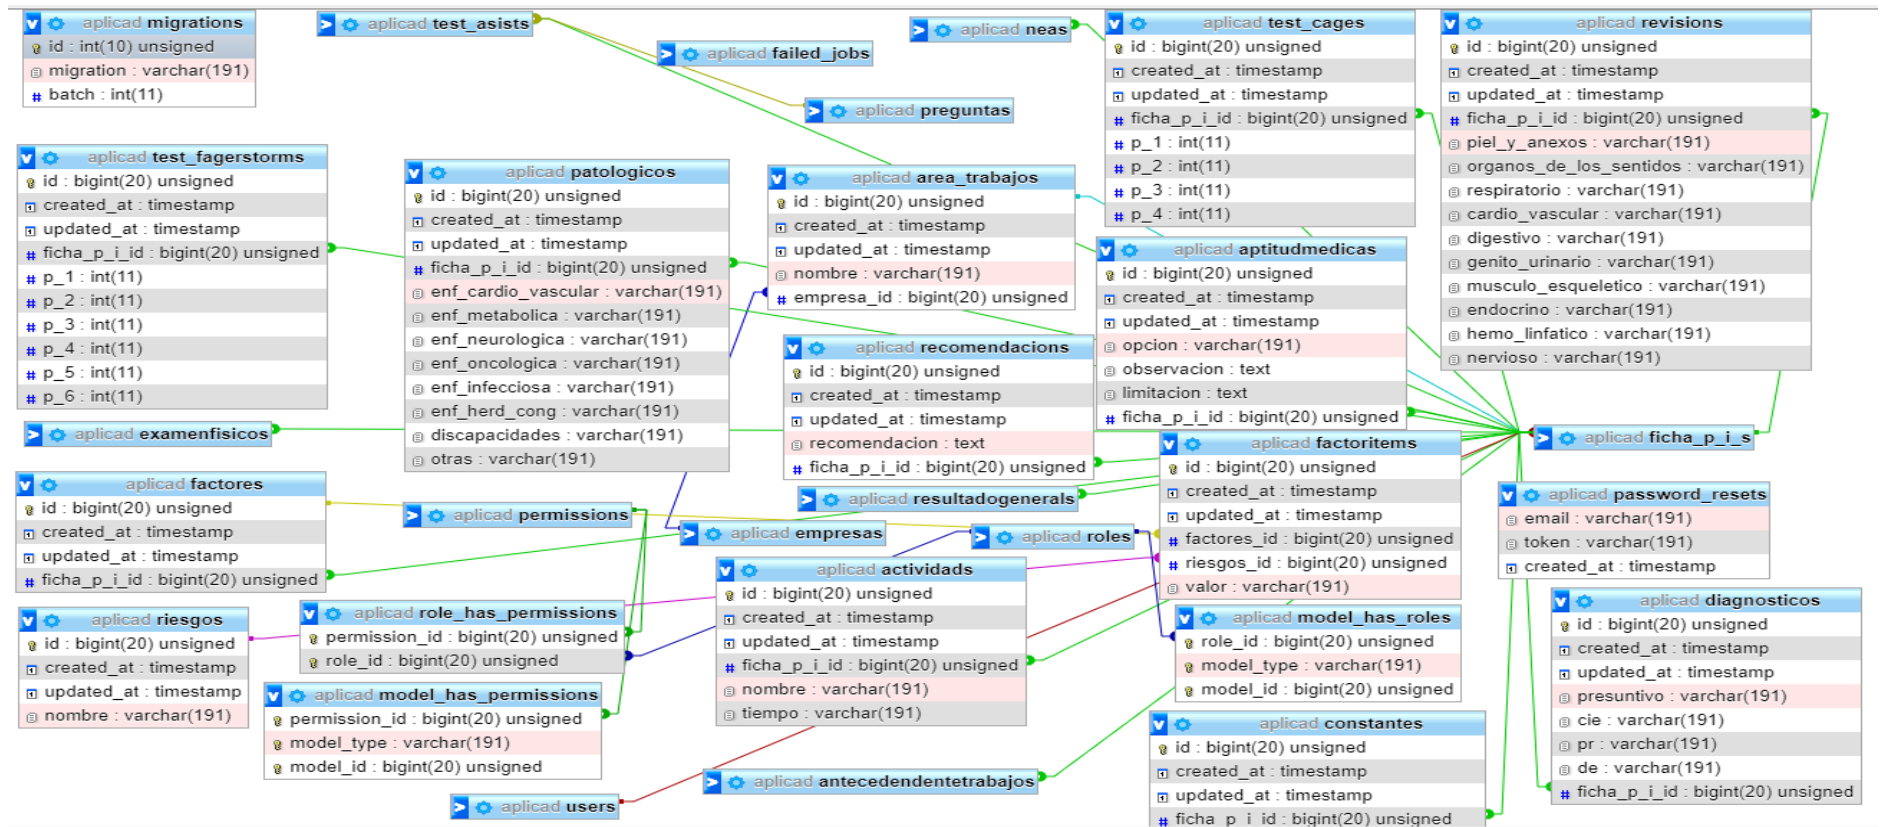 aplicad migrations
id : int(10) unsigned
migration : varchar(191)
batch : int(11)
aplicad test_asists
aplicad failed_jobs
aplicad preguntas
aplicad neas
aplicad test_cages
id : bigint(20) unsigned
created_at : timestamp
updated_at : timestamp
ficha_p_i_id : bigint(20) unsigned
p_1 : int(11)
p_2 : int(11)
p_3 : int(11)
p_4 : int(11)
aplicad revisions
id : bigint(20) unsigned
created_at : timestamp
updated_at : timestamp
ficha_p_i_id : bigint(20) unsigned
piel_y_anexos : varchar(191)
organos_de_los_sentidos : varchar(191)
respiratorio : varchar(191)
cardio_vascular : varchar(191)
digestivo : varchar(191)
genito_urinario : varchar(191)
musculo_esqueletico : varchar(191)
endocrino : varchar(191)
hemo_linfatico : varchar(191)
nervioso : varchar(191)
aplicad test_fagerstorms
id : bigint(20) unsigned
created_at : timestamp
updated_at : timestamp
ficha_p_i_id : bigint(20) unsigned
p_1 : int(11)
p_2 : int(11)
p_3 : int(11)
p_4 : int(11)
p_5 : int(11)
p_6 : int(11)
aplicad patologicos
id : bigint(20) unsigned
created_at : timestamp
updated_at : timestamp
ficha_p_i_id : bigint(20) unsigned
enf_cardio_vascular : varchar(191)
enf_metabolica : varchar(191)
enf_neurologica : varchar(191)
enf_oncologica : varchar(191)
enf_infecciosa : varchar(191)
enf_herd_cong : varchar(191)
discapacidades : varchar(191)
otras : varchar(191)
aplicad area_trabajos
id : bigint(20) unsigned
created_at : timestamp
updated_at : timestamp
nombre : varchar(191)
empresa_id : bigint(20) unsigned
aplicad aptitudmedicas
id : bigint(20) unsigned
created_at : timestamp
updated_at : timestamp
opcion : varchar(191)
observacion : text
limitacion : text
ficha_p_i_id : bigint(20) unsigned
aplicad recomendacions
id : bigint(20) unsigned
created_at : timestamp
updated_at : timestamp
recomendacion : text
ficha_p_i_id : bigint(20) unsigned
aplicad examenfisicos
aplicad ficha_p_i_s
aplicad factoritems
id : bigint(20) unsigned
created_at : timestamp
updated_at : timestamp
factores_id : bigint(20) unsigned
riesgos_id : bigint(20) unsigned
valor : varchar(191)
aplicad factores
id : bigint(20) unsigned
created_at : timestamp
updated_at : timestamp
ficha_p_i_id : bigint(20) unsigned
aplicad permissions
aplicad resultadogenerals
aplicad empresas
aplicad roles
aplicad password_resets
email : varchar(191)
token : varchar(191)
created_at : timestamp
aplicad actividads
id : bigint(20) unsigned
created_at : timestamp
updated_at : timestamp
ficha_p_i_id : bigint(20) unsigned
nombre : varchar(191)
tiempo : varchar(191)
aplicad riesgos
id : bigint(20) unsigned
created_at : timestamp
updated_at : timestamp
nombre : varchar(191)
aplicad role_has_permissions
permission_id : bigint(20) unsigned
role_id : bigint(20) unsigned
aplicad model_has_permissions
permission_id : bigint(20) unsigned
model_type : varchar(191)
model_id : bigint(20) unsigned
aplicad model_has_roles
role_id : bigint(20) unsigned
model_type : varchar(191)
model_id : bigint(20) unsigned
aplicad diagnosticos
id : bigint(20) unsigned
created_at : timestamp
updated_at : timestamp
presuntivo : varchar(191)
cie : varchar(191)
pr : varchar(191)
de : varchar(191)
ficha_p_i_id : bigint(20) unsigned
aplicad constantes
id : bigint(20) unsigned
created_at : timestamp
updated_at : timestamp
ficha_p_i_id : bigint(20) unsigned
aplicad antecedendentetrabajos
aplicad users